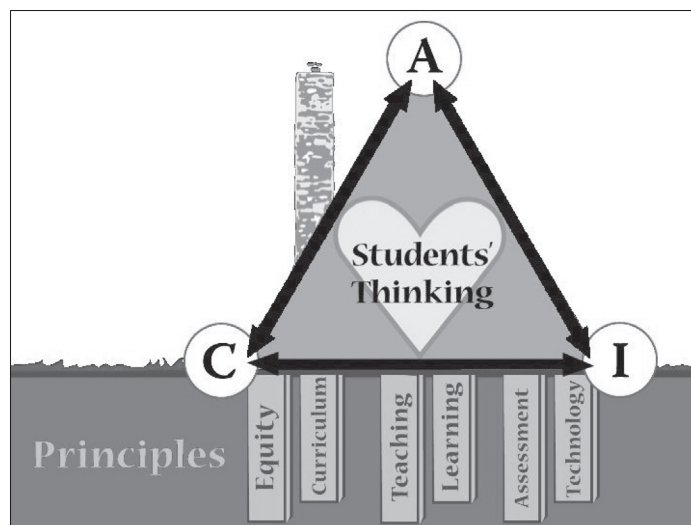 A
Students'
Thinking
C
I
Principles
Equity
Curriculum
Teaching
Learning
Assessment
Technology